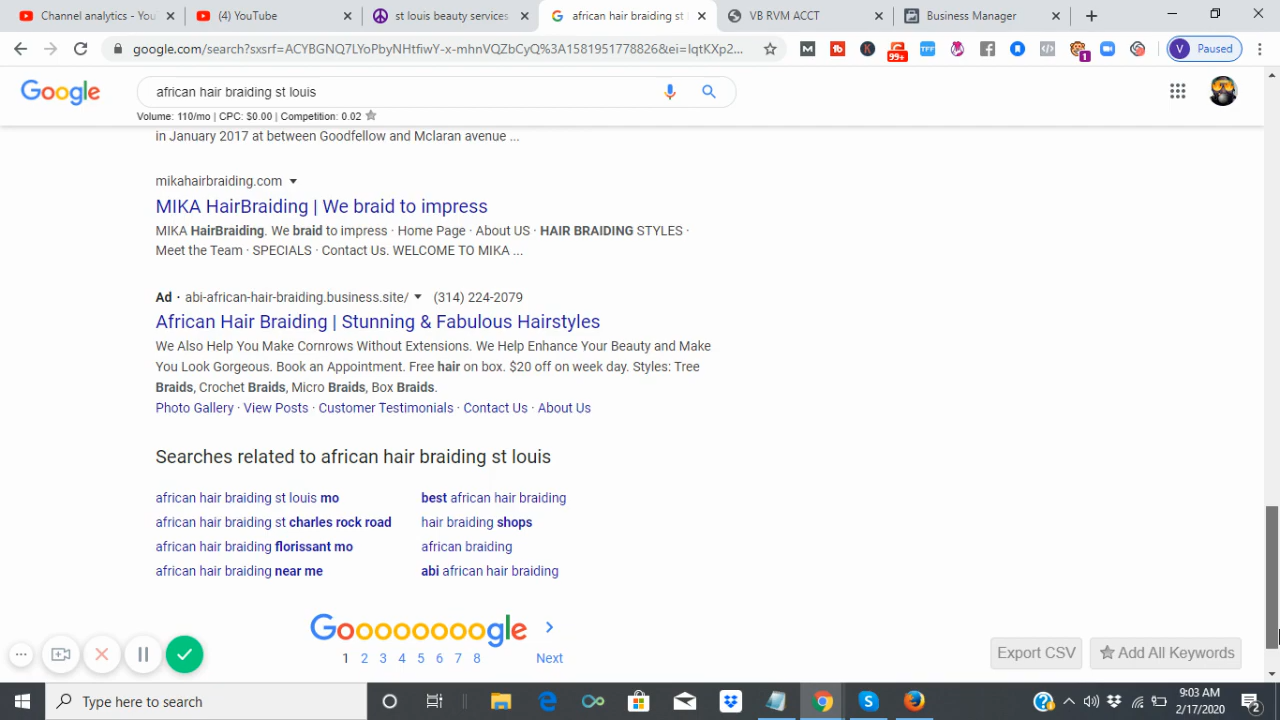 Channel analytics - You
(4) YouTube
st louis beauty services
african hair braiding st
VB RVM ACCT
Business Manager
google.com/search?sxsrf=ACYBGNQ7LYoPbyNHtfiwY-x-mhnVQZbCyQ%3A1581951778826&ei=IqtKXp2...
99+
TFF
1
V Paused
Google
african hair braiding st louis
Volume: 110/mo | CPC: $0.00 | Competition: 0.02
in January 2017 at between Goodfellow and Mclaran avenue ...
mikahairbraiding.com
MIKA HairBraiding | We braid to impress
MIKA HairBraiding. We braid to impress · Home Page · About US · HAIR BRAIDING STYLES ·
Meet the Team · SPECIALS · Contact Us. WELCOME TO MIKA ...
Ad · abi-african-hair-braiding.business.site/ (314) 224-2079
African Hair Braiding | Stunning & Fabulous Hairstyles
We Also Help You Make Cornrows Without Extensions. We Help Enhance Your Beauty and Make
You Look Gorgeous. Book an Appointment. Free hair on box. $20 off on week day. Styles: Tree
Braids, Crochet Braids, Micro Braids, Box Braids.
Photo Gallery · View Posts · Customer Testimonials · Contact Us · About Us
Searches related to african hair braiding st louis
african hair braiding st louis mo
best african hair braiding
african hair braiding st charles rock road
hair braiding shops
african hair braiding florissant mo
african braiding
african hair braiding near me
abi african hair braiding
Goooooooogle
1 2 3 4 5 6 7 8 Next
Export CSV
Add All Keywords
Type here to search
9:03 AM
2/17/2020
2